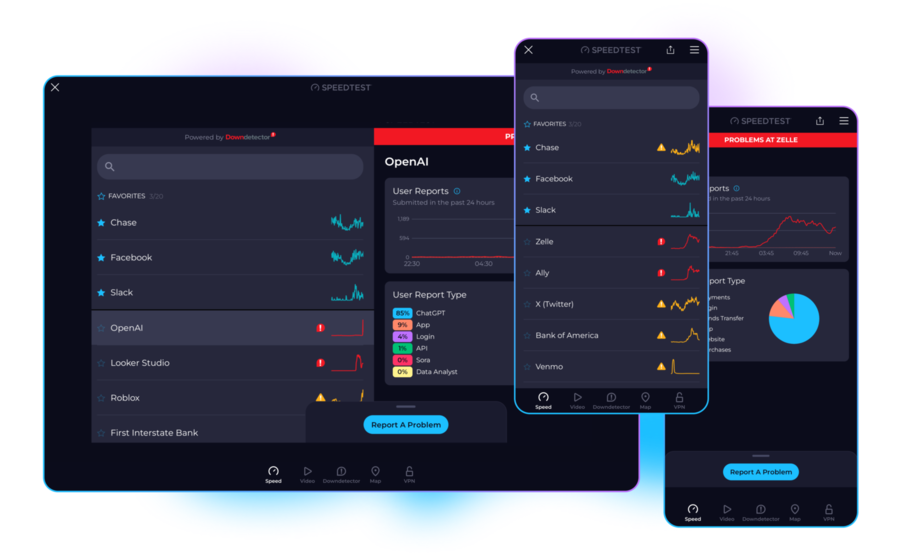 SPEEDTEST
Powered by Downdetector
FAVORITES 3/20
Chase
Facebook
Slack
OpenAI
Looker Studio
Roblox
First Interstate Bank
OpenAI
User Reports
Submitted in the past 24 hours
1,189
594
0
22:30 04:30
User Report Type
85% ChatGPT
9% App
4% Login
1% API
0% Sora
0% Data Analyst
Report A Problem
Speed Video Downdetector Map VPN
SPEEDTEST
Powered by Downdetector
FAVORITES 3/20
Chase
Facebook
Slack
Zelle
Ally
X (Twitter)
Bank of America
Venmo
Speed Video Downdetector Map VPN
SPEEDTEST
PROBLEMS AT ZELLE
ports
d in the past 24 hours
21:45 03:45 09:45 Now
port Type
yments
gin
nds Transfer
p
ebsite
rchases
Report A Problem
Speed Video Downdetector Map VPN